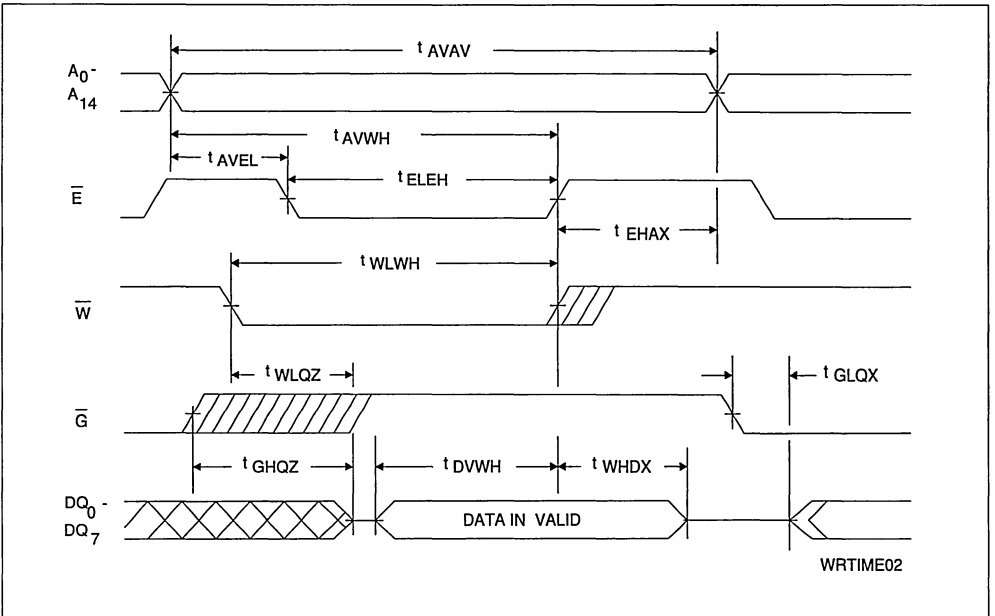 t AVAV
A0-
A14
t AVWH
t AVEL
t ELEH
E
t EHAX
t WLWH
W
t WLQZ
t GLQX
G
t GHQZ
t DVWH
t WHDX
DQ0-
DQ7
DATA IN VALID
WRTIME02